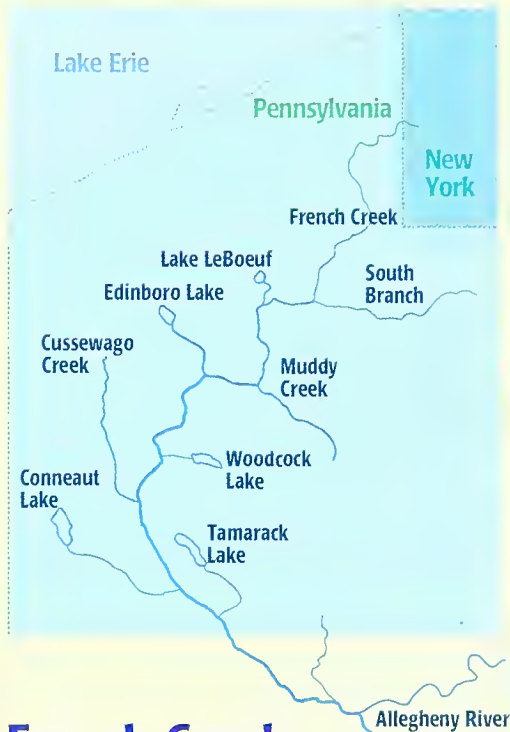 Lake Erie
Pennsylvania
New
York
French Creek
Lake LeBoeuf
South
Branch
Edinboro Lake
Cussewago
Creek
Muddy
Creek
Woodcock
Lake
Conneaut
Lake
Tamarack
Lake
Allegheny River